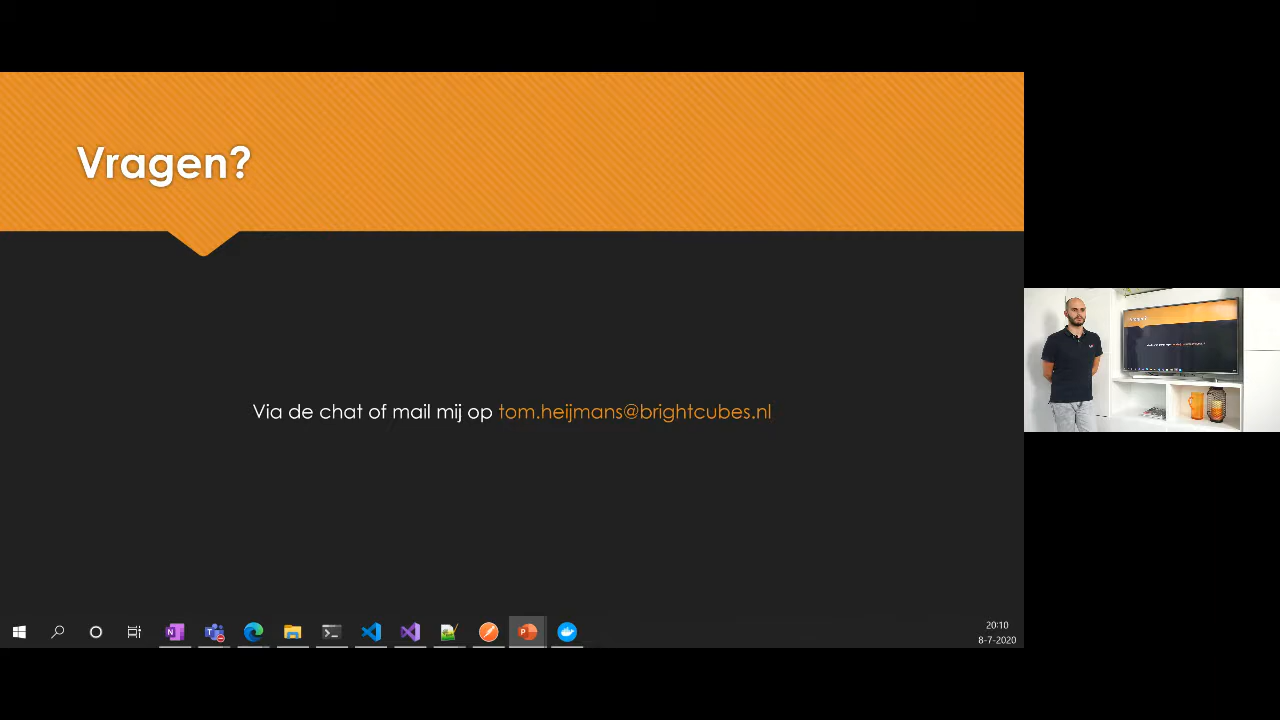 Vragen?
Via de chat of mail mij op tom.heijmans@brightcubes.nl
20:10
8-7-2020